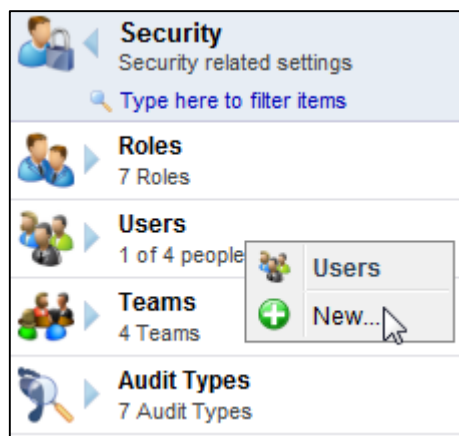 Security
Security related settings
Type here to filter items
Roles
7 Roles
Users
1 of 4 people
Users
New...
Teams
4 Teams
Audit Types
7 Audit Types